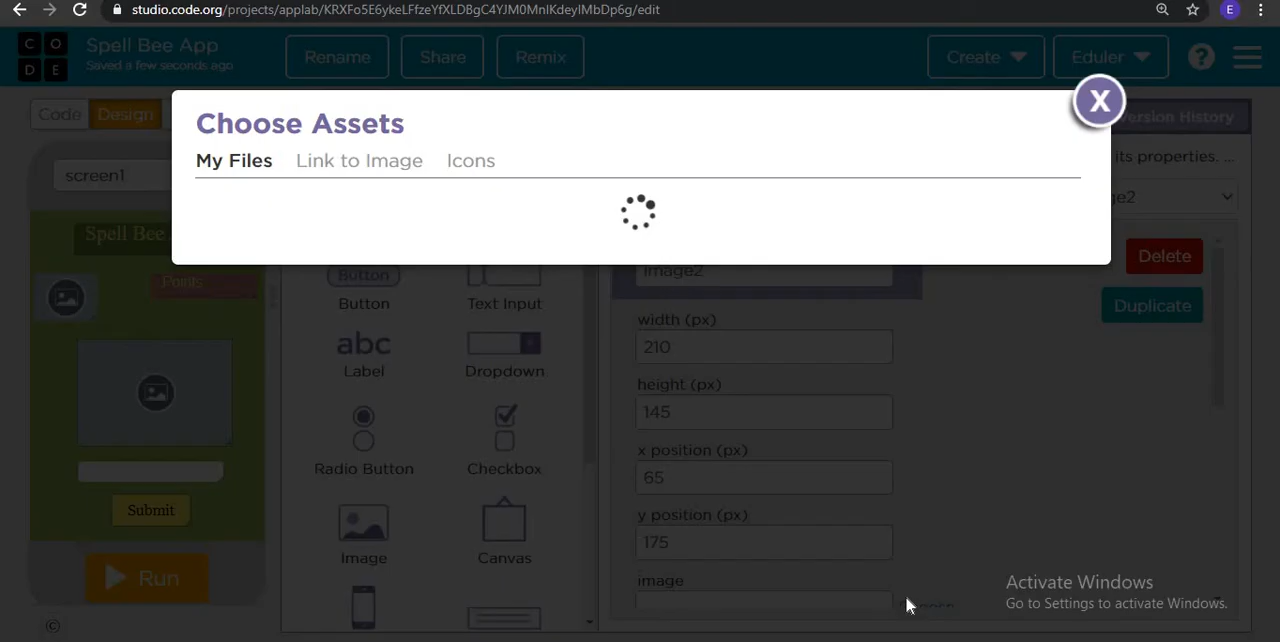 studio.code.org/projects/applab/KRXFo5E6ykeLFfzeYfXLDBgC4YJM0MnIKdeyIMbDp6g/edit
E
C O
D E
Spell Bee App
Saved a few seconds ago
Rename
Share
Remix
Create
Eduler
?
Choose Assets
X
My Files
Link to Image
Icons
Code
Design
Version History
its properties. ...
screen1
ge2
Spell Bee
Points
Submit
Run
©
Button
Button
Text Input
abc
Label
Dropdown
Radio Button
Checkbox
Image
Canvas
image2
width (px)
210
height (px)
145
x position (px)
65
y position (px)
175
image
Delete
Duplicate
Activate Windows
Go to Settings to activate Windows.